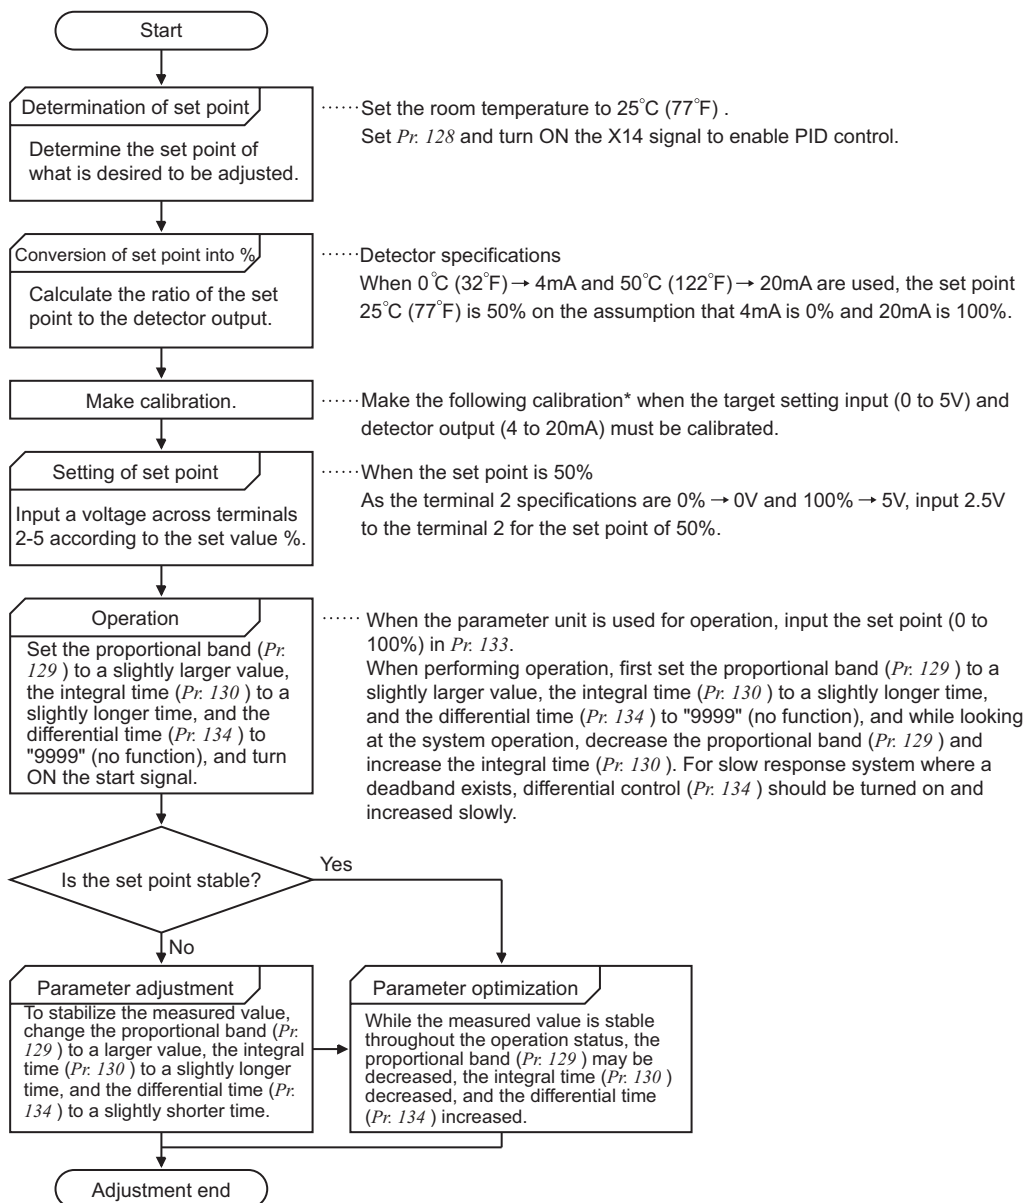 Start
Determination of set point
Determine the set point of
what is desired to be adjusted.
······Set the room temperature to 25°C (77°F) .
Set Pr. 128 and turn ON the X14 signal to enable PID control.
Conversion of set point into %
Calculate the ratio of the set
point to the detector output.
······Detector specifications
When 0°C (32°F) → 4mA and 50°C (122°F) → 20mA are used, the set point
25°C (77°F) is 50% on the assumption that 4mA is 0% and 20mA is 100%.
Make calibration.
······Make the following calibration* when the target setting input (0 to 5V) and
detector output (4 to 20mA) must be calibrated.
Setting of set point
Input a voltage across terminals
2-5 according to the set value %.
······When the set point is 50%
As the terminal 2 specifications are 0% → 0V and 100% → 5V, input 2.5V
to the terminal 2 for the set point of 50%.
Operation
Set the proportional band (Pr.
129 ) to a slightly larger value,
the integral time (Pr. 130 ) to a
slightly longer time, and the
differential time (Pr. 134 ) to
"9999" (no function), and turn
ON the start signal.
······ When the parameter unit is used for operation, input the set point (0 to
100%) in Pr. 133.
When performing operation, first set the proportional band (Pr. 129 ) to a
slightly larger value, the integral time (Pr. 130 ) to a slightly longer time,
and the differential time (Pr. 134 ) to "9999" (no function), and while looking
at the system operation, decrease the proportional band (Pr. 129 ) and
increase the integral time (Pr. 130 ). For slow response system where a
deadband exists, differential control (Pr. 134 ) should be turned on and
increased slowly.
Is the set point stable?
Yes
No
Parameter adjustment
To stabilize the measured value,
change the proportional band (Pr.
129 ) to a larger value, the integral
time (Pr. 130 ) to a slightly longer
time, and the differential time (Pr.
134 ) to a slightly shorter time.
Parameter optimization
While the measured value is stable
throughout the operation status, the
proportional band (Pr. 129 ) may be
decreased, the integral time (Pr. 130 )
decreased, and the differential time
(Pr. 134 ) increased.
Adjustment end